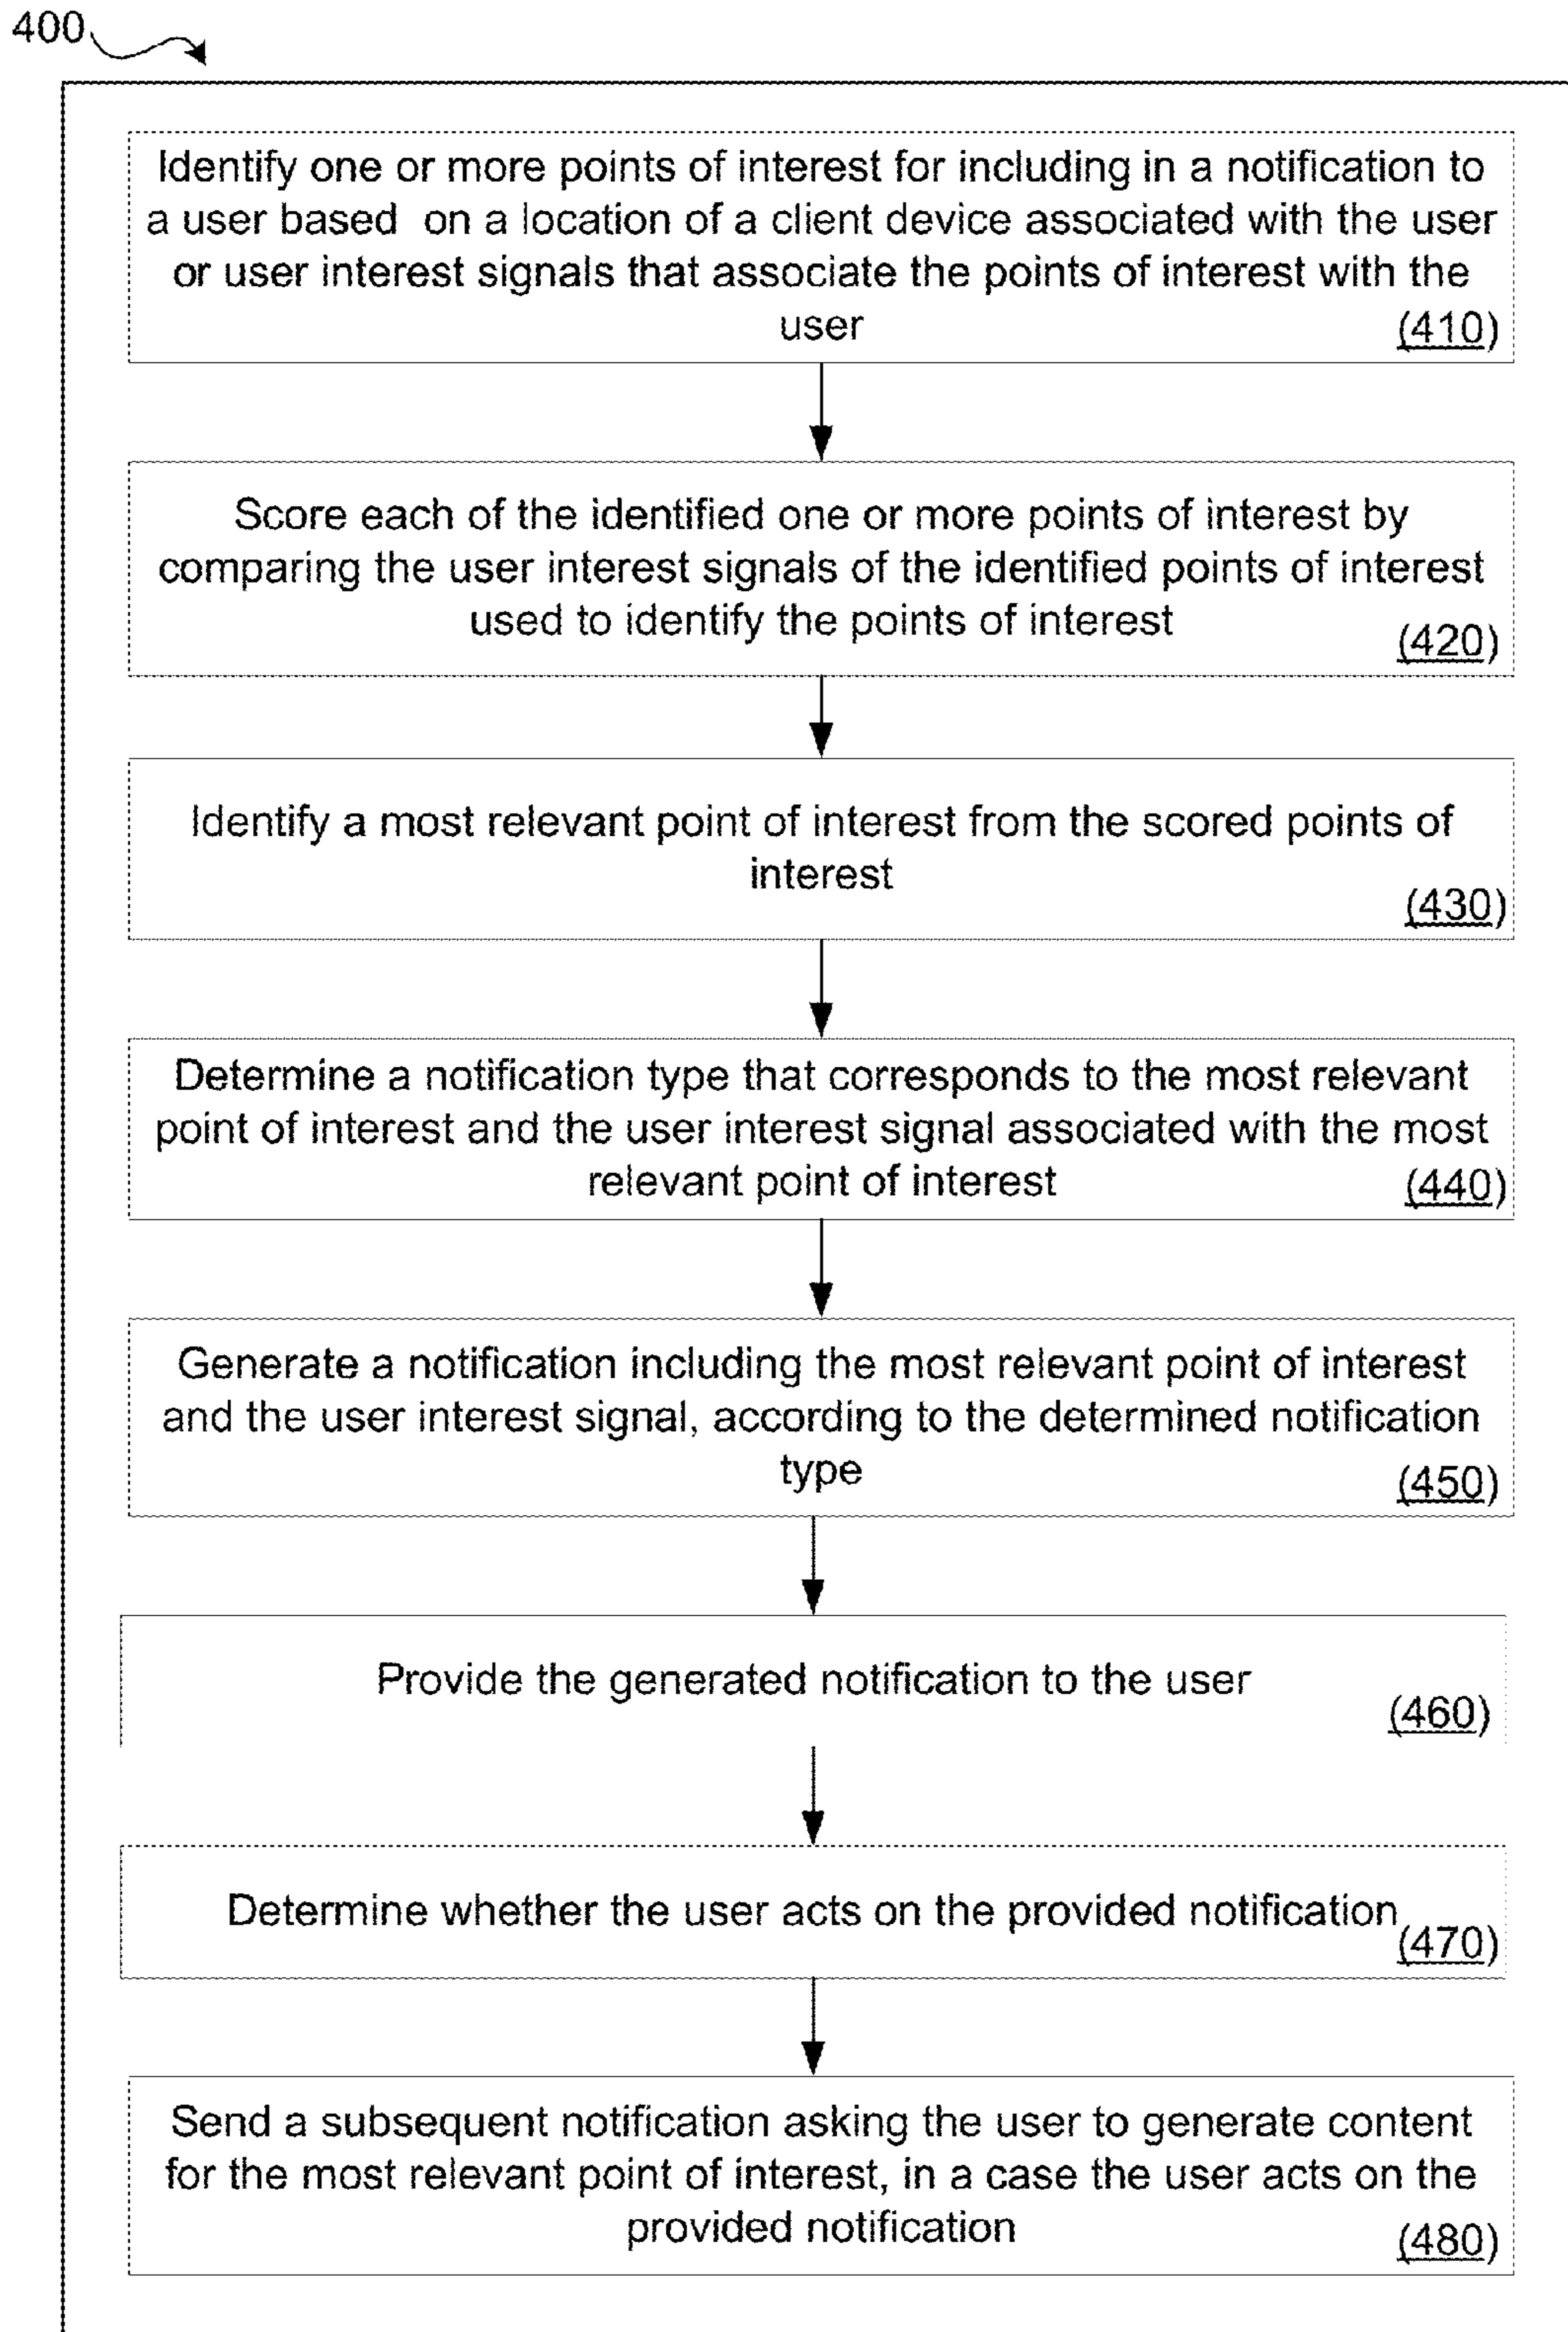 400
Identify one or more points of interest for including in a notification to
a user based on a location of a client device associated with the user
or user interest signals that associate the points of interest with the
user
(410)
Score each of the identified one or more points of interest by
comparing the user interest signals of the identified points of interest
used to identify the points of interest
(420)
Identify a most relevant point of interest from the scored points of
interest
(430)
Determine a notification type that corresponds to the most relevant
point of interest and the user interest signal associated with the most
relevant point of interest
(440)
Generate a notification including the most relevant point of interest
and the user interest signal, according to the determined notification
type
(450)
Provide the generated notification to the user
(460)
Determine whether the user acts on the provided notification
(470)
Send a subsequent notification asking the user to generate content
for the most relevant point of interest, in a case the user acts on the
provided notification
(480)